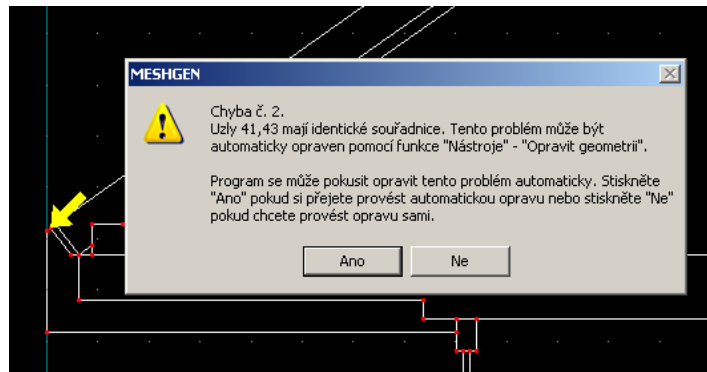 MESHGEN
Chyba č. 2.
Uzly 41,43 mají identické souřadnice. Tento problém může být
automaticky opraven pomocí funkce "Nástroje" - "Opravit geometrii".
Program se může pokusit opravit tento problém automaticky. Stiskněte
"Ano" pokud si přejete provést automatickou opravu nebo stiskněte "Ne"
pokud chcete provést opravu sami.
Ano
Ne